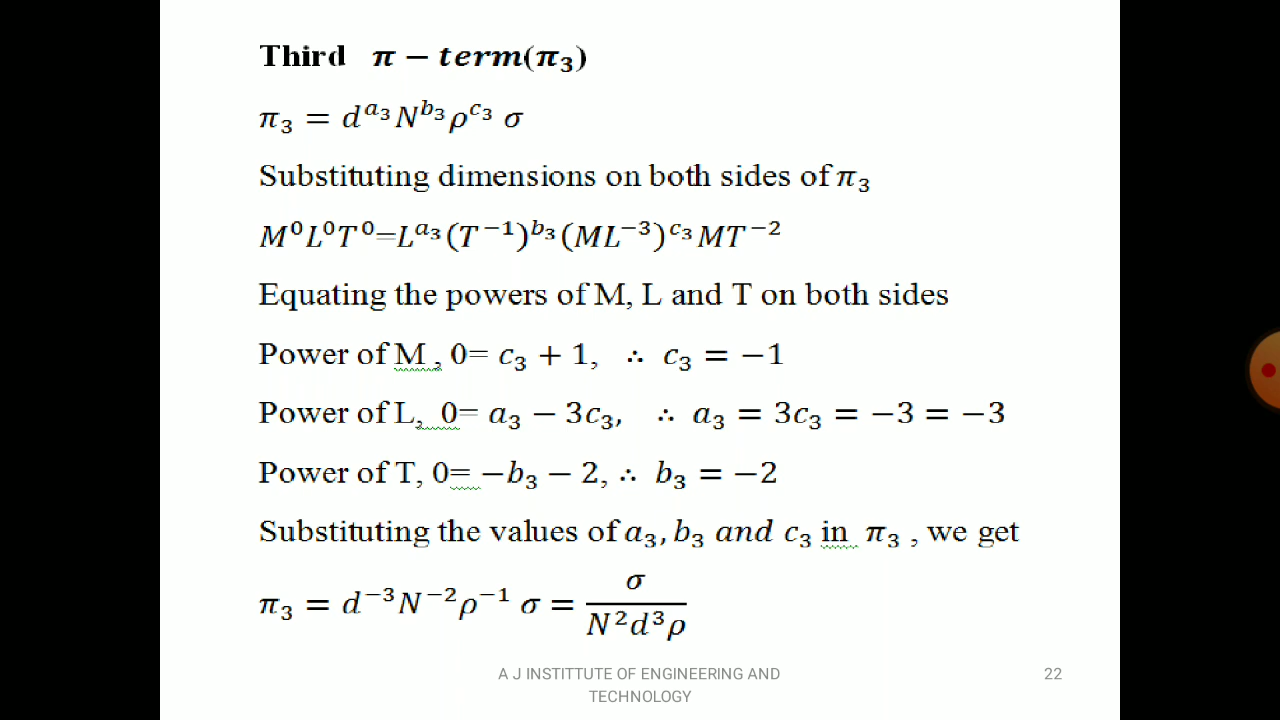 Third π − term(π₃)
π₃ = d^a₃ N^b₃ ρ^c₃ σ
Substituting dimensions on both sides of π₃
M⁰L⁰T⁰=L^a₃ (T⁻¹)^b₃ (ML⁻³)^c₃ MT⁻²
Equating the powers of M, L and T on both sides
Power of M , 0= c₃ + 1, ∴ c₃ = −1
Power of L, 0= a₃ − 3c₃, ∴ a₃ = 3c₃ = −3 = −3
Power of T, 0= −b₃ − 2, ∴ b₃ = −2
Substituting the values of a₃, b₃ and c₃ in π₃ , we get
π₃ = d⁻³N⁻²ρ⁻¹ σ = σ / N²d³ρ
A J INSTITTUTE OF ENGINEERING AND
TECHNOLOGY
22